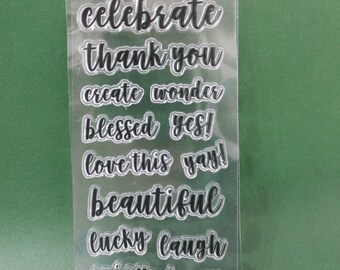 celebrate
thank you
create wonder
blessed yes!
love this yay!
beautiful
lucky laugh